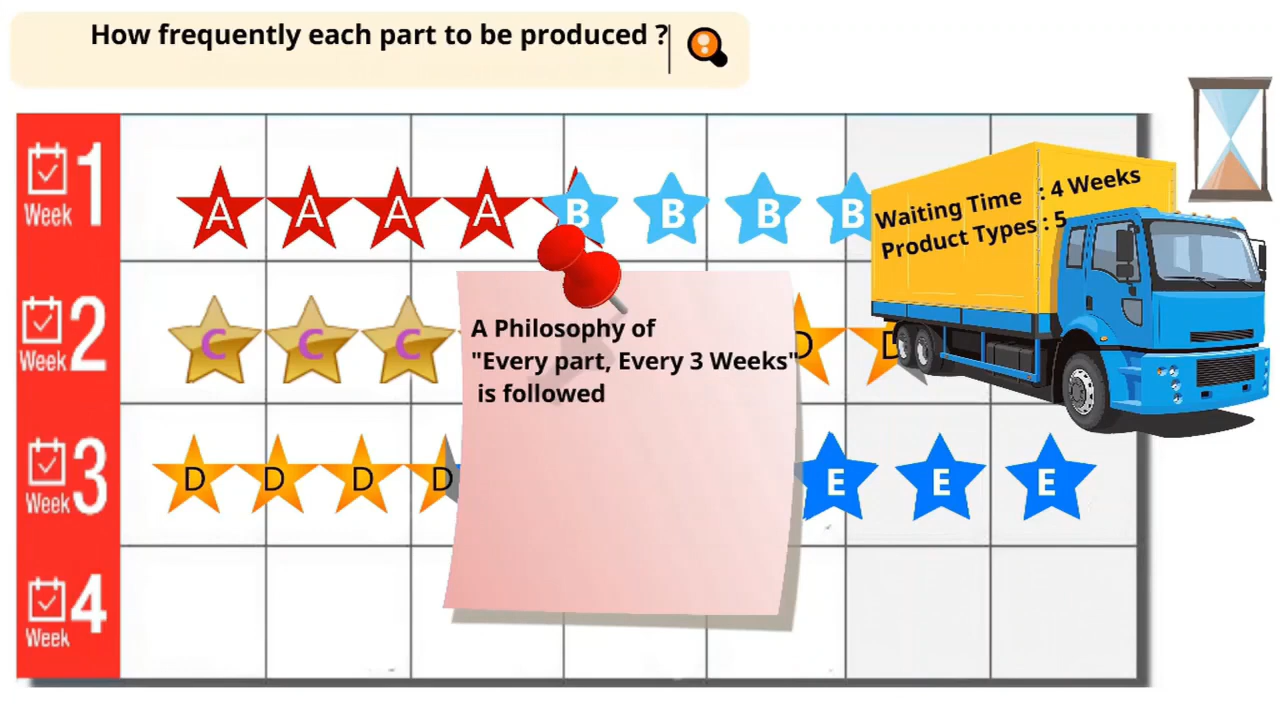 How frequently each part to be produced ?
Week 1
A A A A B B B B
Waiting Time : 4 Weeks
Product Types : 5
Week 2
C C C D D
A Philosophy of
"Every part, Every 3 Weeks"
is followed
Week 3
D D D D E E E
Week 4